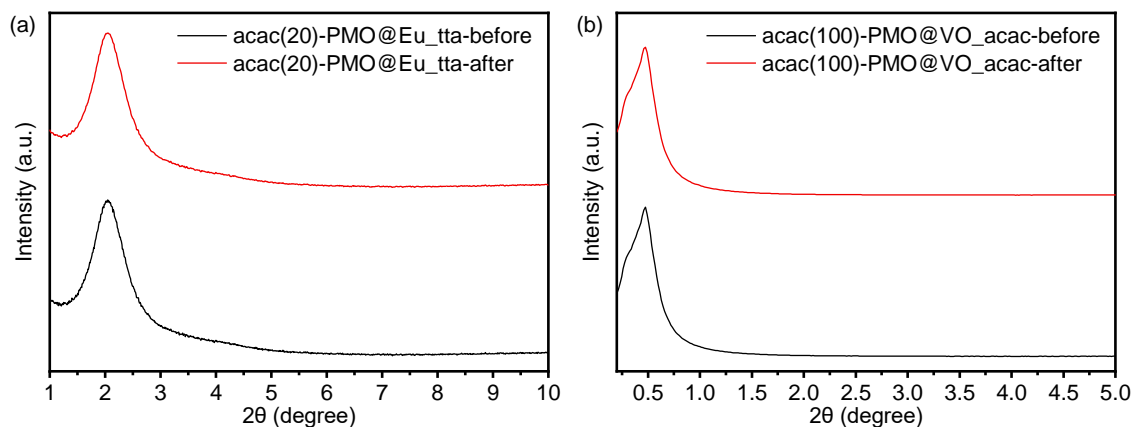 (a)
acac(20)-PMO@Eu_tta-before
acac(20)-PMO@Eu_tta-after
Intensity (a.u.)
1 2 3 4 5 6 7 8 9 10
2θ (degree)
(b)
acac(100)-PMO@VO_acac-before
acac(100)-PMO@VO_acac-after
Intensity (a.u.)
0.5 1.0 1.5 2.0 2.5 3.0 3.5 4.0 4.5 5.0
2θ (degree)